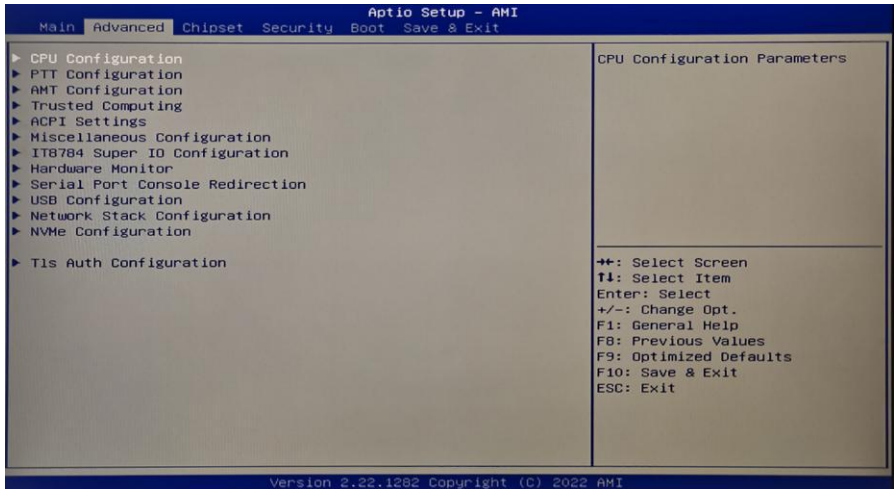 Aptio Setup - AMI
Main Advanced Chipset Security Boot Save & Exit
▶ CPU Configuration
▶ PTT Configuration
▶ AMT Configuration
▶ Trusted Computing
▶ ACPI Settings
▶ Miscellaneous Configuration
▶ IT8784 Super IO Configuration
▶ Hardware Monitor
▶ Serial Port Console Redirection
▶ USB Configuration
▶ Network Stack Configuration
▶ NVMe Configuration
▶ Tls Auth Configuration
CPU Configuration Parameters
→←: Select Screen
↑↓: Select Item
Enter: Select
+/-: Change Opt.
F1: General Help
F8: Previous Values
F9: Optimized Defaults
F10: Save & Exit
ESC: Exit
Version 2.22.1282 Copyright (C) 2022 AMI